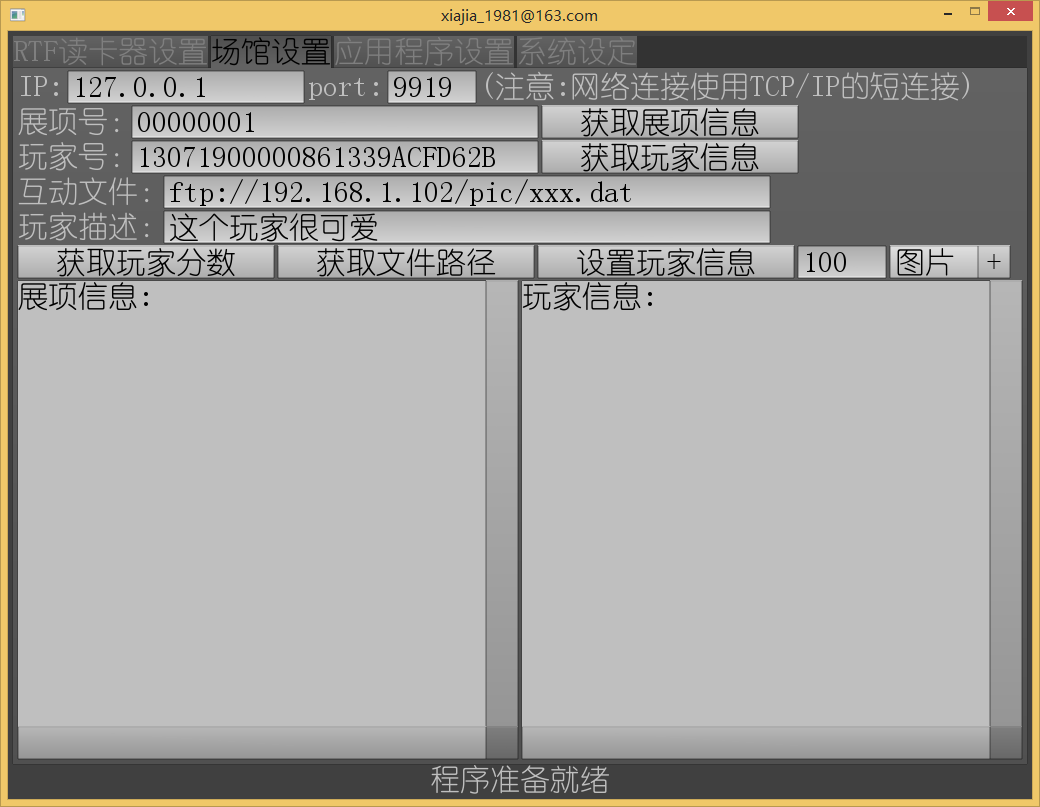 xiajia_1981@163.com
RTF读卡器设置 场馆设置 应用程序设置 系统设定
IP: 127.0.0.1 port: 9919 (注意:网络连接使用TCP/IP的短连接)
展项号: 00000001 获取展项信息
玩家号: 13071900000861339ACFD62B 获取玩家信息
互动文件: ftp://192.168.1.102/pic/xxx.dat
玩家描述: 这个玩家很可爱
获取玩家分数 获取文件路径 设置玩家信息 100 图片 +
展项信息: 玩家信息:
程序准备就绪